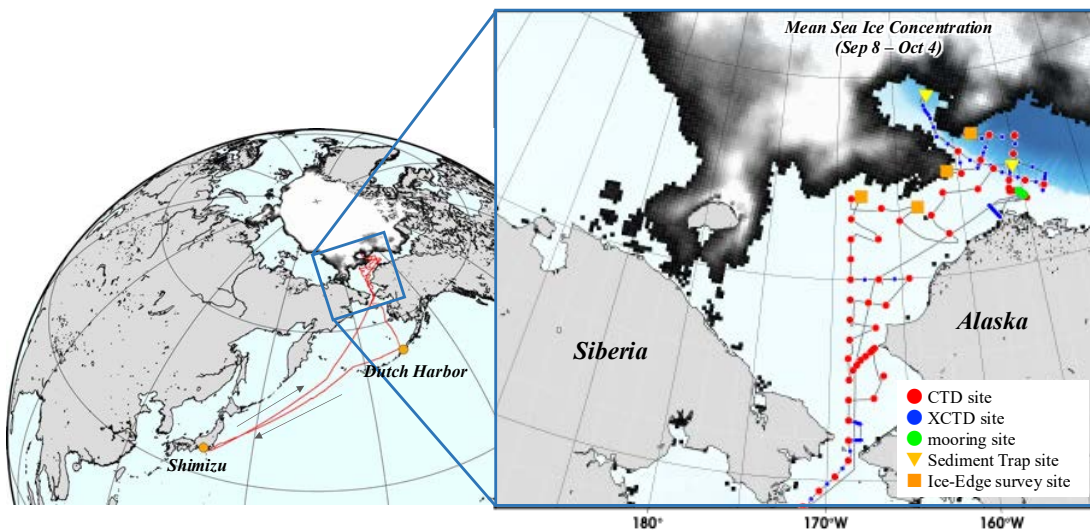 Mean Sea Ice Concentration
(Sep 8 – Oct 4)
Dutch Harbor
Shimizu
Siberia
Alaska
CTD site
XCTD site
mooring site
Sediment Trap site
Ice-Edge survey site
180°
170°W
160°W